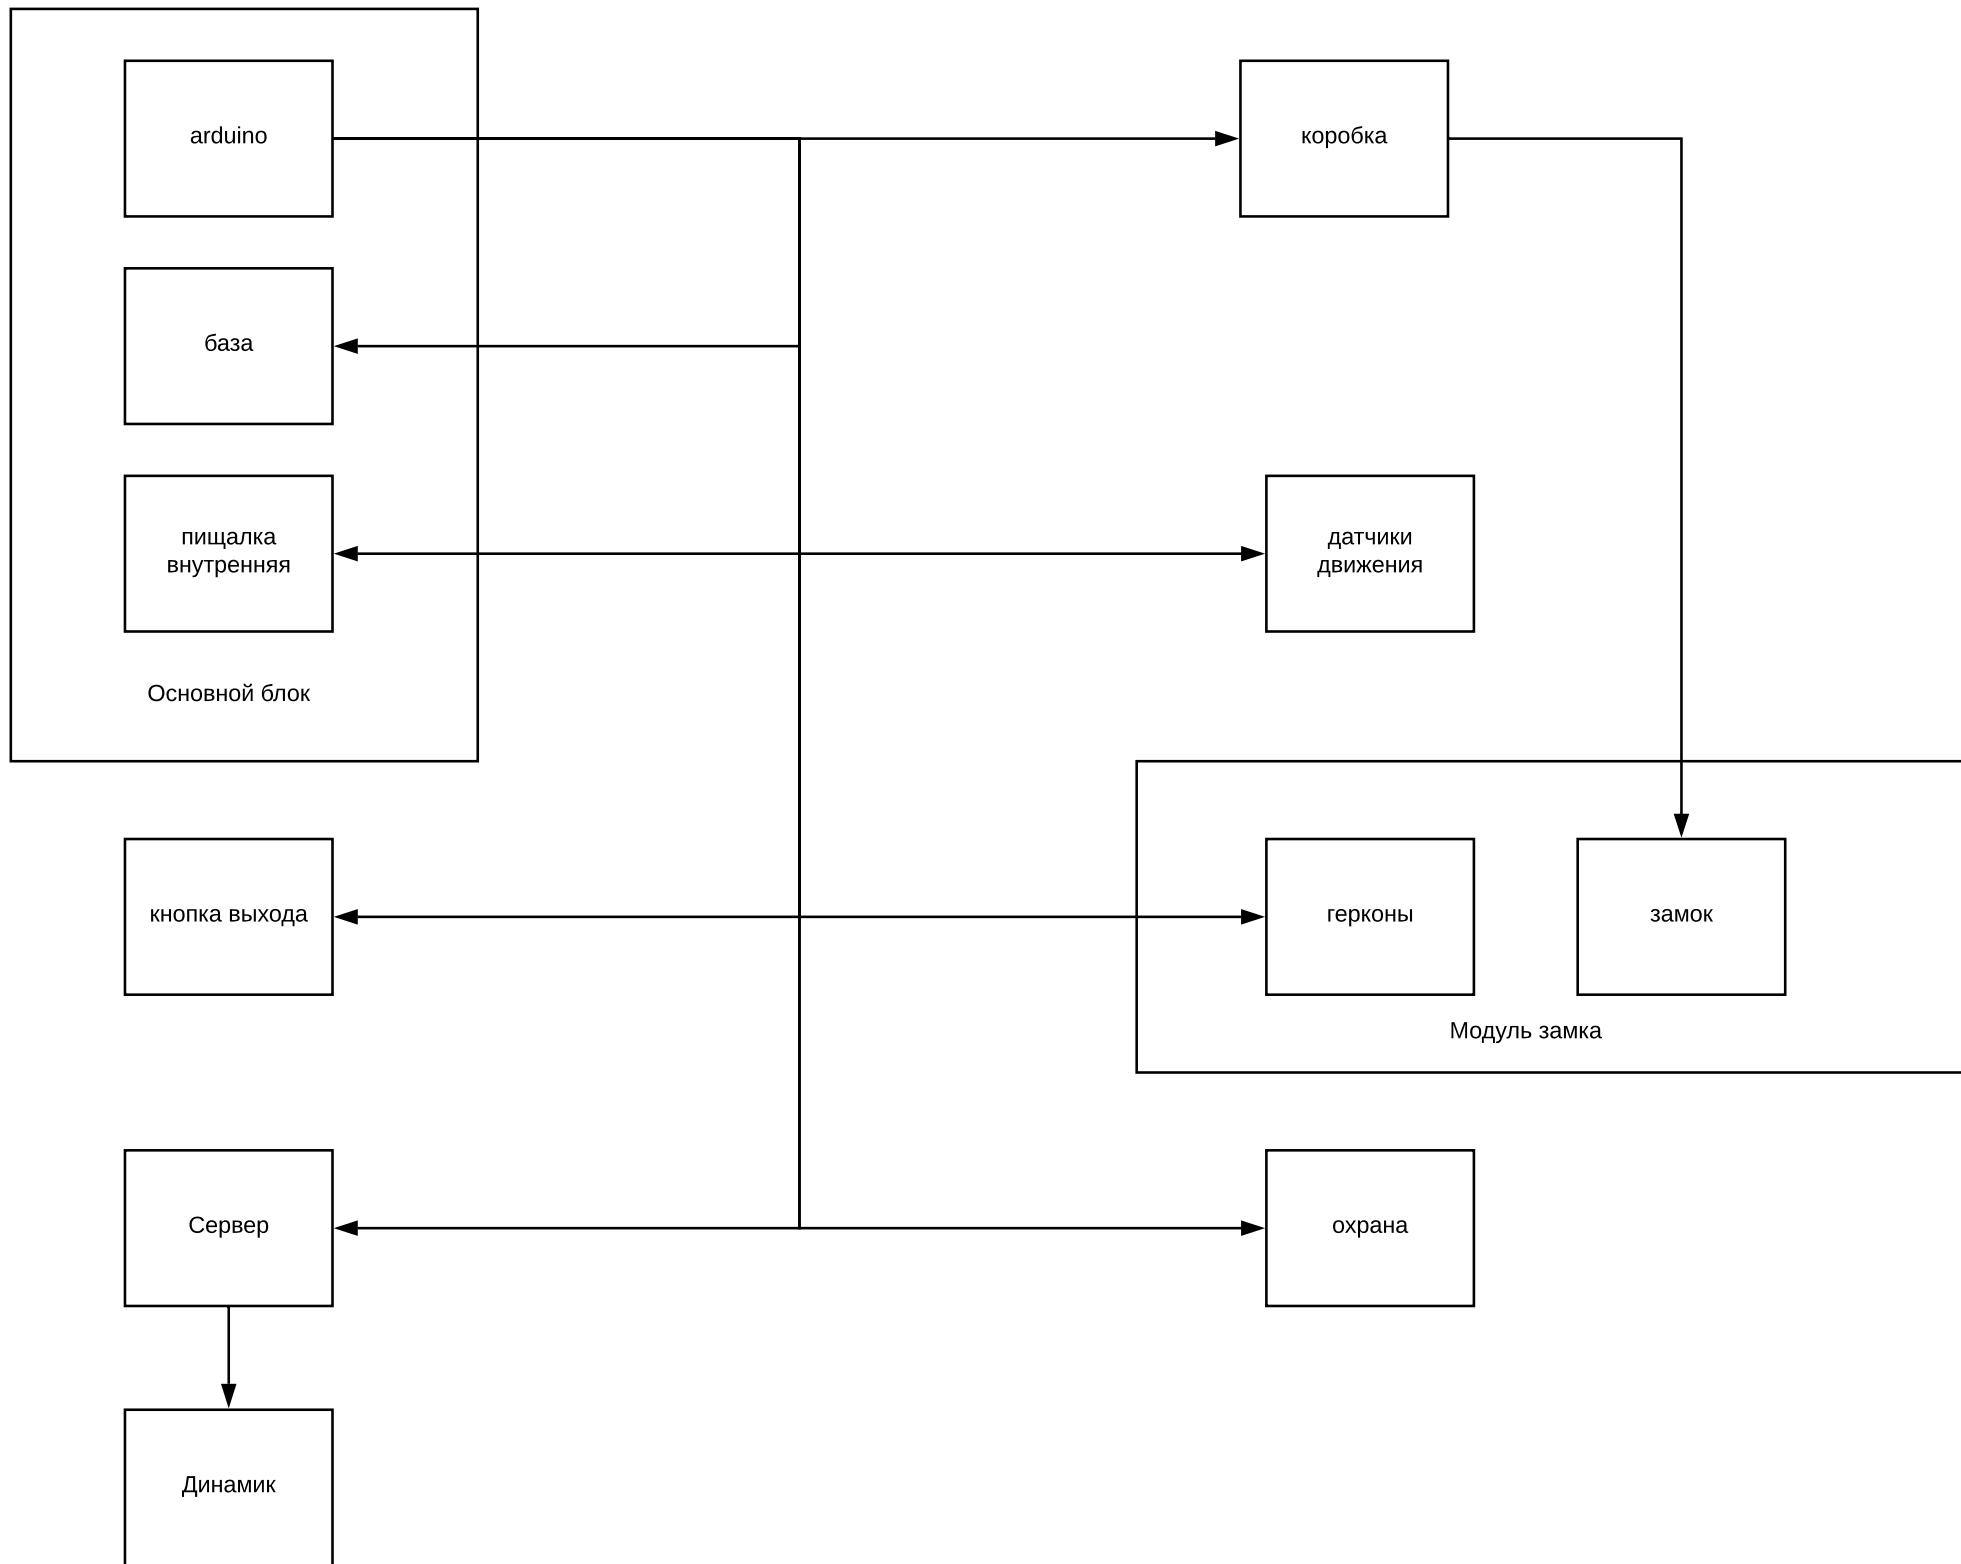 arduino
коробка
база
пищалка
внутренняя
датчики
движения
Основной блок
кнопка выхода
герконы
замок
Модуль замка
Сервер
охрана
Динамик